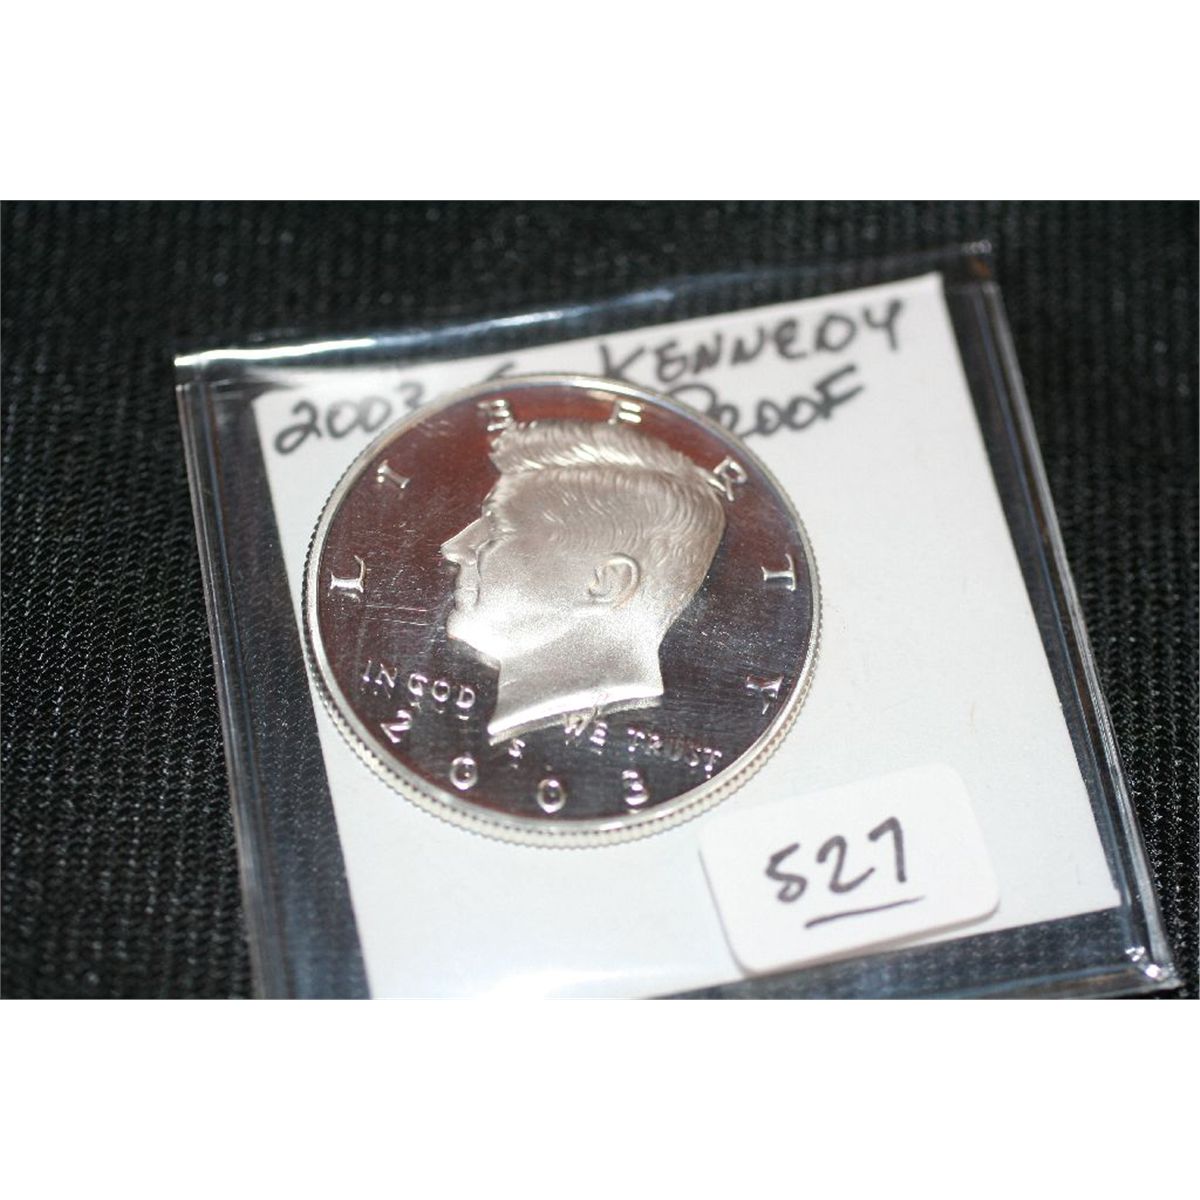 2003 S KENNEDY
PROOF
LIBERTY
IN GOD WE TRUST
S
2003
527